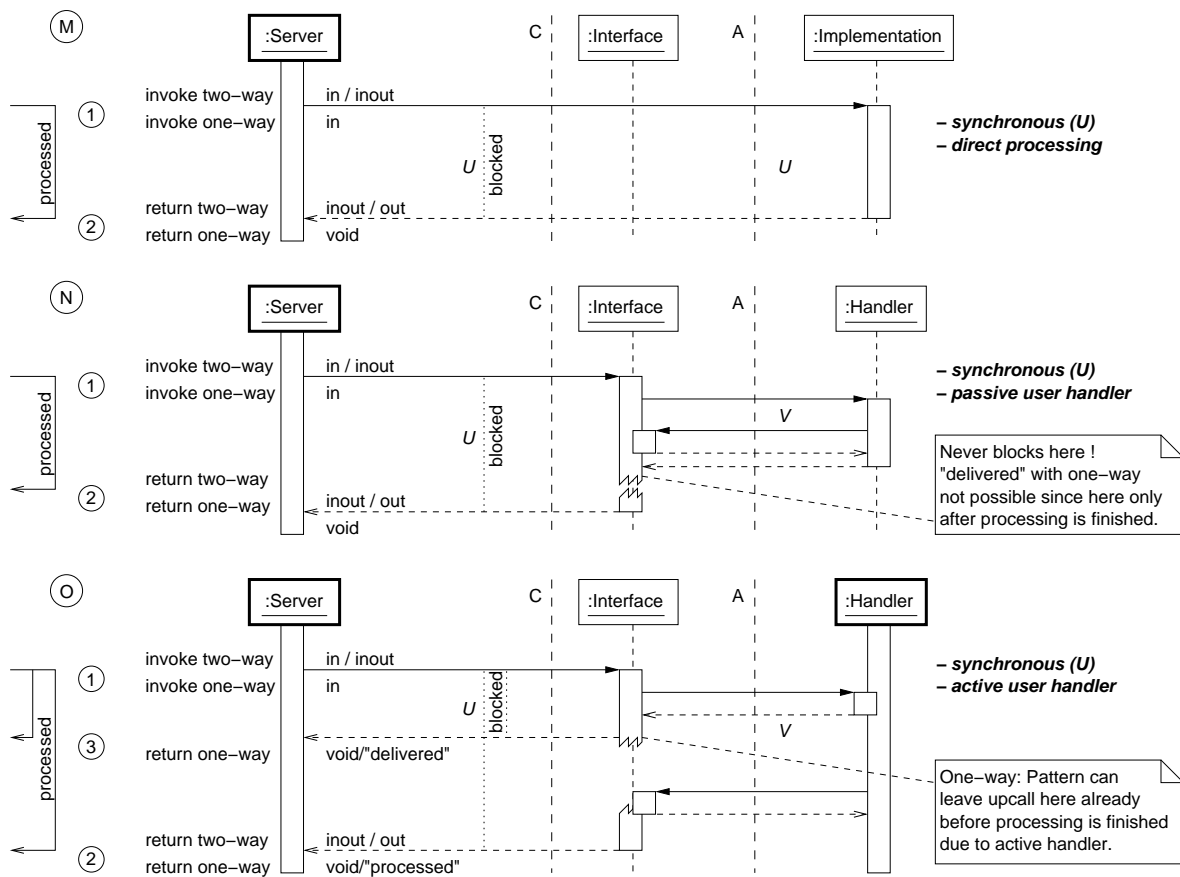 M
:Server
C
:Interface
A
:Implementation
processed
1
invoke two−way
in / inout
invoke one−way
in
U
blocked
U
− synchronous (U)
− direct processing
2
return two−way
inout / out
return one−way
void
N
:Server
C
:Interface
A
:Handler
processed
1
invoke two−way
in / inout
invoke one−way
in
U
blocked
V
− synchronous (U)
− passive user handler
Never blocks here !
"delivered" with one−way
not possible since here only
after processing is finished.
2
return two−way
return one−way
inout / out
void
O
:Server
C
:Interface
A
:Handler
processed
1
invoke two−way
in / inout
invoke one−way
in
U
blocked
V
− synchronous (U)
− active user handler
3
return one−way
void/"delivered"
One−way: Pattern can
leave upcall here already
before processing is finished
due to active handler.
2
return two−way
inout / out
return one−way
void/"processed"